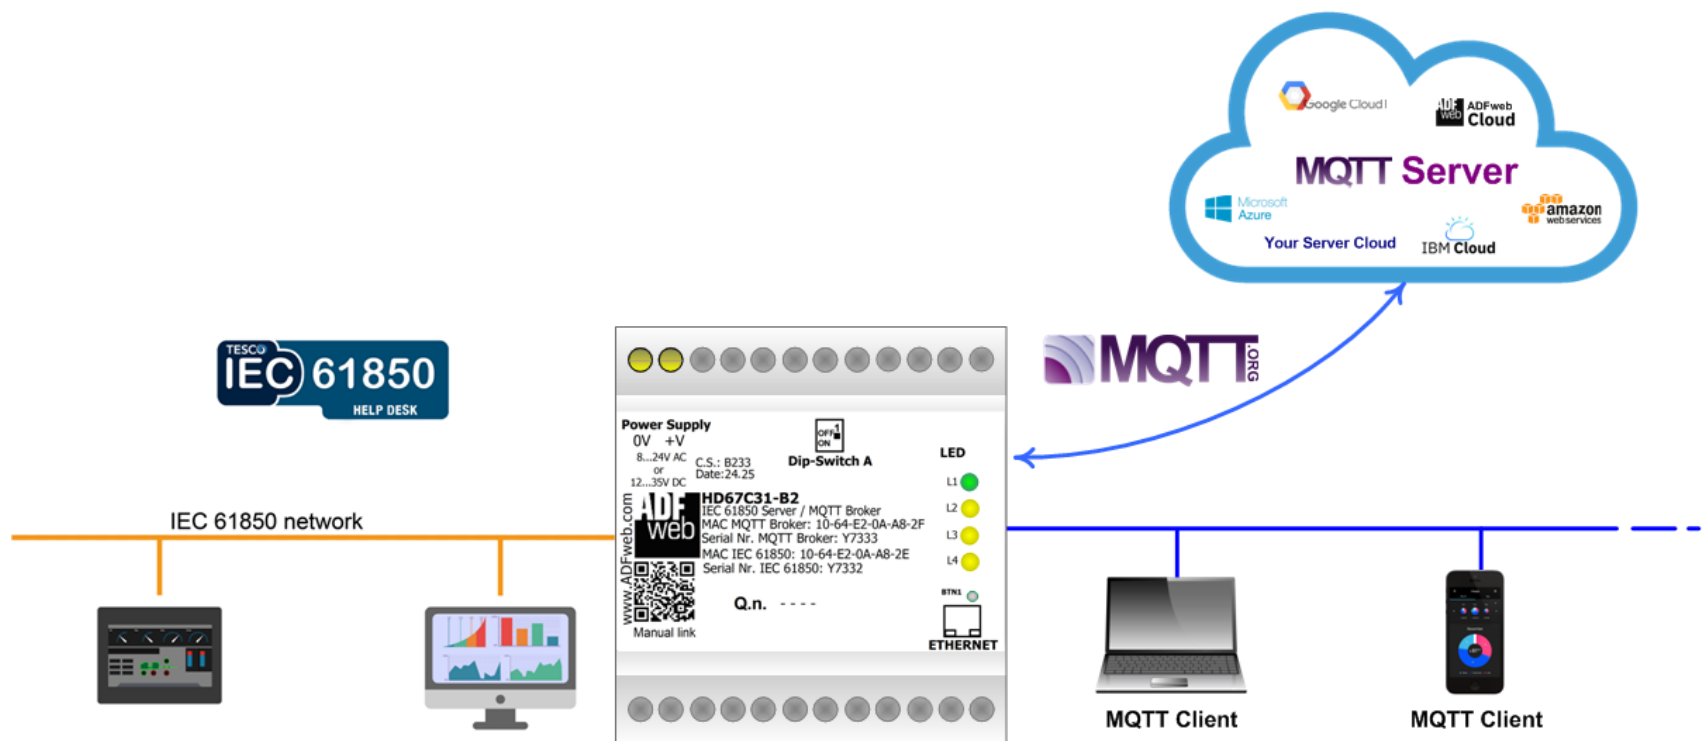 Google Cloud
ADF web
ADFweb
Cloud
MQTT Server
Microsoft
Azure
amazon
webservices
Your Server Cloud
IBM Cloud
TESCO
IEC 61850
HELP DESK
MQTT.ORG
Power Supply
0V +V
8...24V AC
or
12...35V DC
C.S.: B233
Date:24.25
OFF 1
ON
Dip-Switch A
LED
L1
L2
L3
L4
www.ADFweb.com
ADF
web
HD67C31-B2
IEC 61850 Server / MQTT Broker
MAC MQTT Broker: 10-64-E2-0A-A8-2F
Serial Nr. MQTT Broker: Y7333
MAC IEC 61850: 10-64-E2-0A-A8-2E
Serial Nr. IEC 61850: Y7332
Manual link
Q.n. - - - -
BTN1
ETHERNET
IEC 61850 network
MQTT Client
MQTT Client